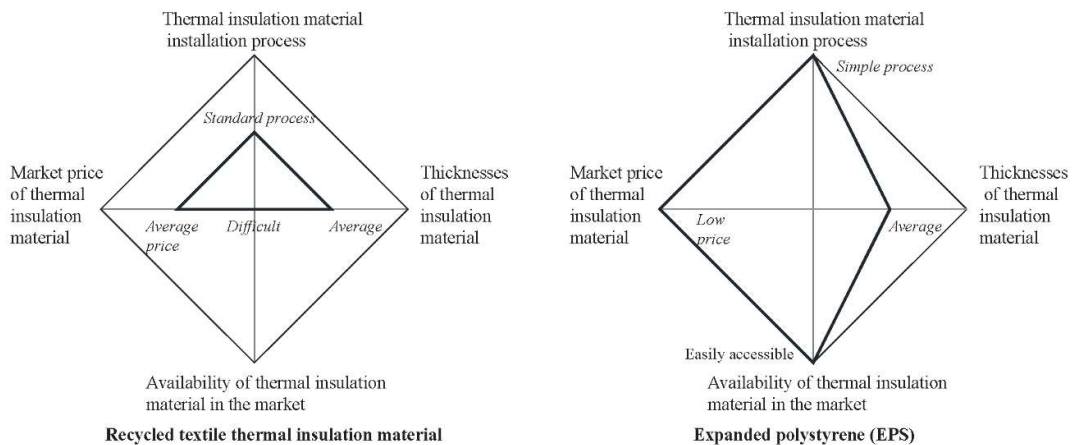 Thermal insulation material
installation process
Standard process
Market price
of thermal
insulation
material
Thicknesses
of thermal
insulation
material
Average
price
Difficult
Average
Availability of thermal insulation
material in the market
Recycled textile thermal insulation material
Thermal insulation material
installation process
Simple process
Market price
of thermal
insulation
material
Thicknesses
of thermal
insulation
material
Low
price
Average
Easily accessible
Availability of thermal insulation
material in the market
Expanded polystyrene (EPS)